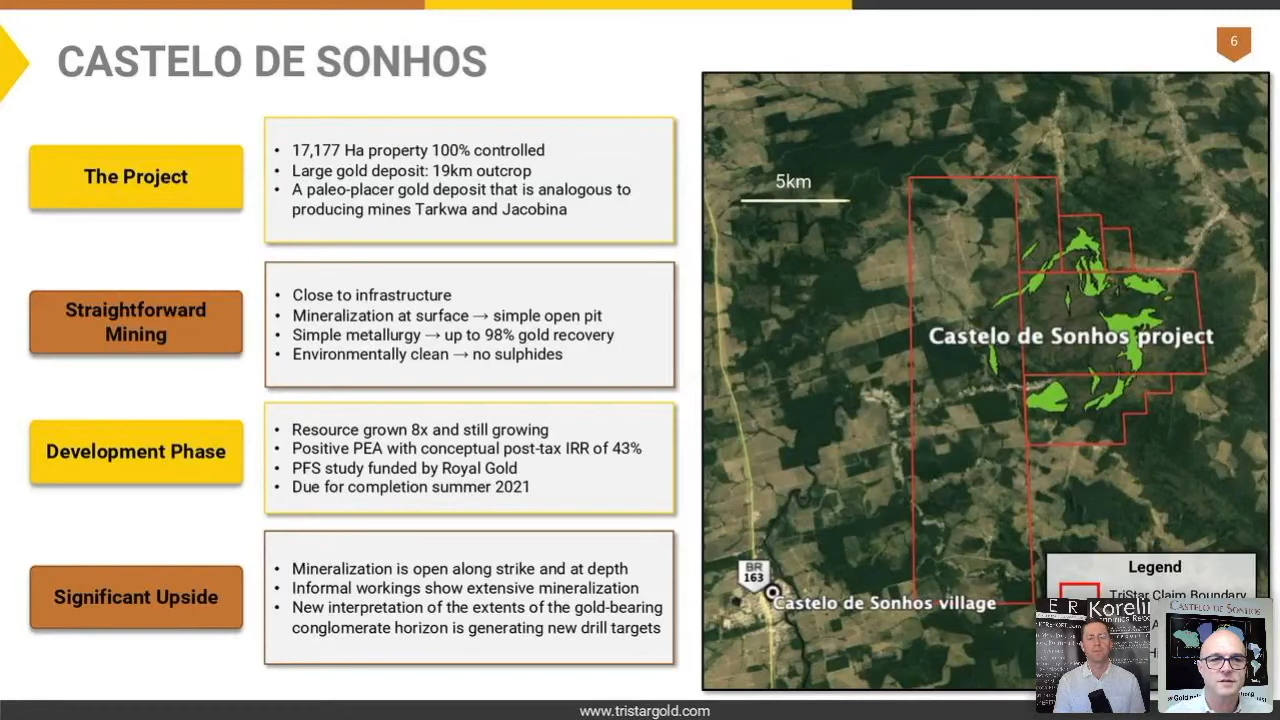 6
CASTELO DE SONHOS
The Project
• 17,177 Ha property 100% controlled
• Large gold deposit: 19km outcrop
• A paleo-placer gold deposit that is analogous to
producing mines Tarkwa and Jacobina
Straightforward
Mining
• Close to infrastructure
• Mineralization at surface → simple open pit
• Simple metallurgy → up to 98% gold recovery
• Environmentally clean → no sulphides
Development Phase
• Resource grown 8x and still growing
• Positive PEA with conceptual post-tax IRR of 43%
• PFS study funded by Royal Gold
• Due for completion summer 2021
Significant Upside
• Mineralization is open along strike and at depth
• Informal workings show extensive mineralization
• New interpretation of the extents of the gold-bearing
conglomerate horizon is generating new drill targets
5km
Castelo de Sonhos project
BR
163
Castelo de Sonhos village
Legend
TriStar Claim Boundary
CASTELO DE SONHOS
www.tristargold.com